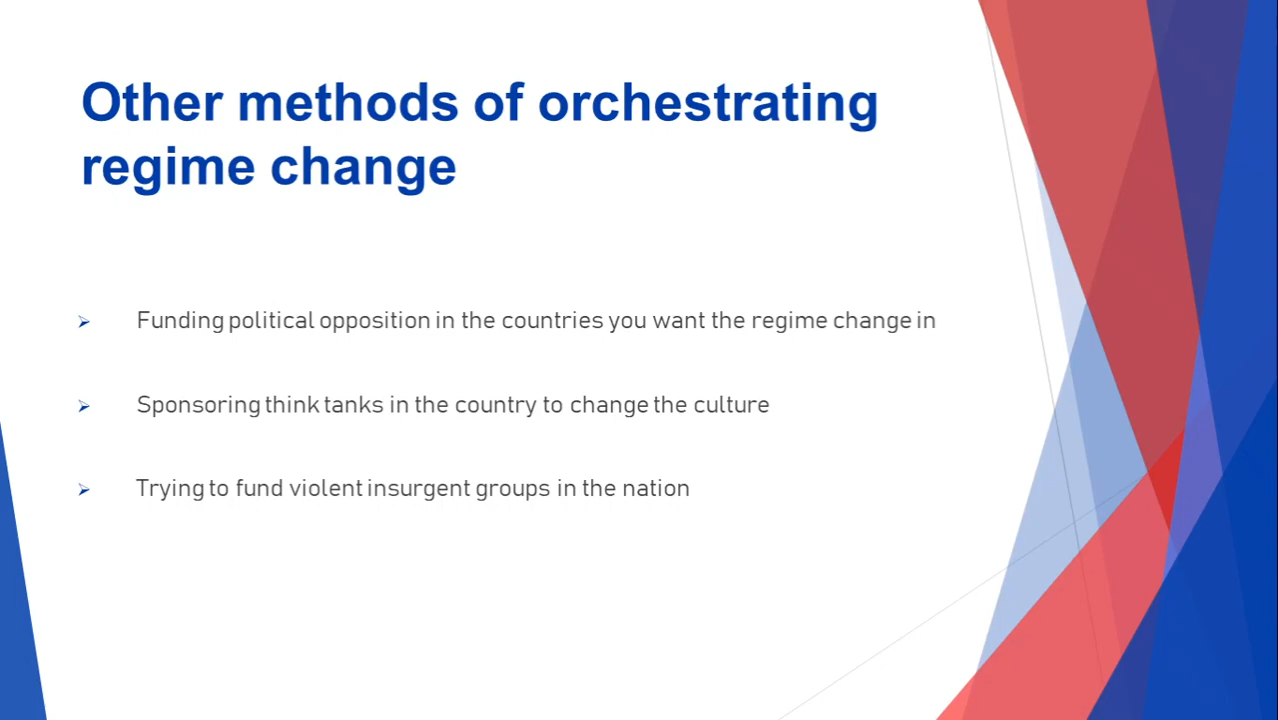 Other methods of orchestrating
regime change
Funding political opposition in the countries you want the regime change in
Sponsoring think tanks in the country to change the culture
Trying to fund violent insurgent groups in the nation